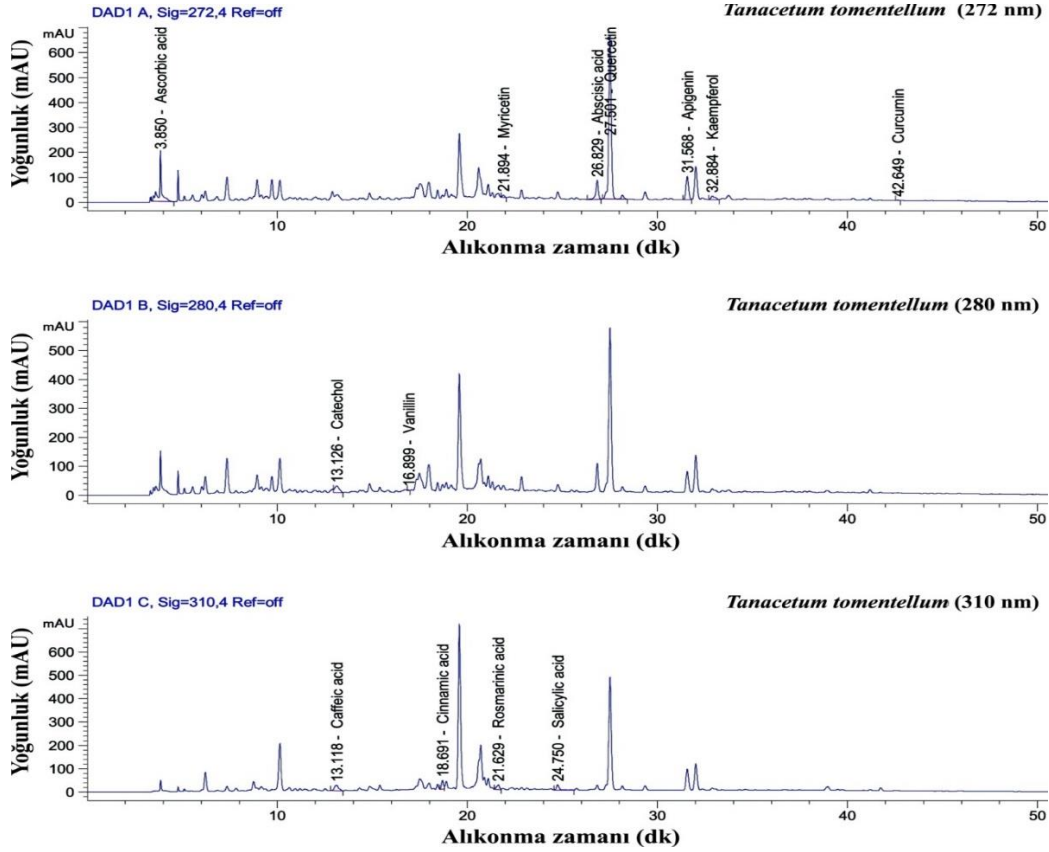 DAD1 A, Sig=272,4 Ref=off
Tanacetum tomentellum (272 nm)
Yoğunluk (mAU)
mAU
600
500
400
300
200
100
0
3.850 - Ascorbic acid
21.894 - Myricetin
26.829 - Abscisic acid
27.501 - Quercetin
31.568 - Apigenin
32.884 - Kaempferol
42.649 - Curcumin
10 20 30 40 50
Alıkonma zamanı (dk)
DAD1 B, Sig=280,4 Ref=off
Tanacetum tomentellum (280 nm)
Yoğunluk (mAU)
mAU
500
400
300
200
100
0
13.126 - Catechol
16.899 - Vanillin
10 20 30 40 50
Alıkonma zamanı (dk)
DAD1 C, Sig=310,4 Ref=off
Tanacetum tomentellum (310 nm)
Yoğunluk (mAU)
mAU
600
500
400
300
200
100
0
13.118 - Caffeic acid
18.691 - Cinnamic acid
21.629 - Rosmarinic acid
24.750 - Salicylic acid
10 20 30 40 50
Alıkonma zamanı (dk)